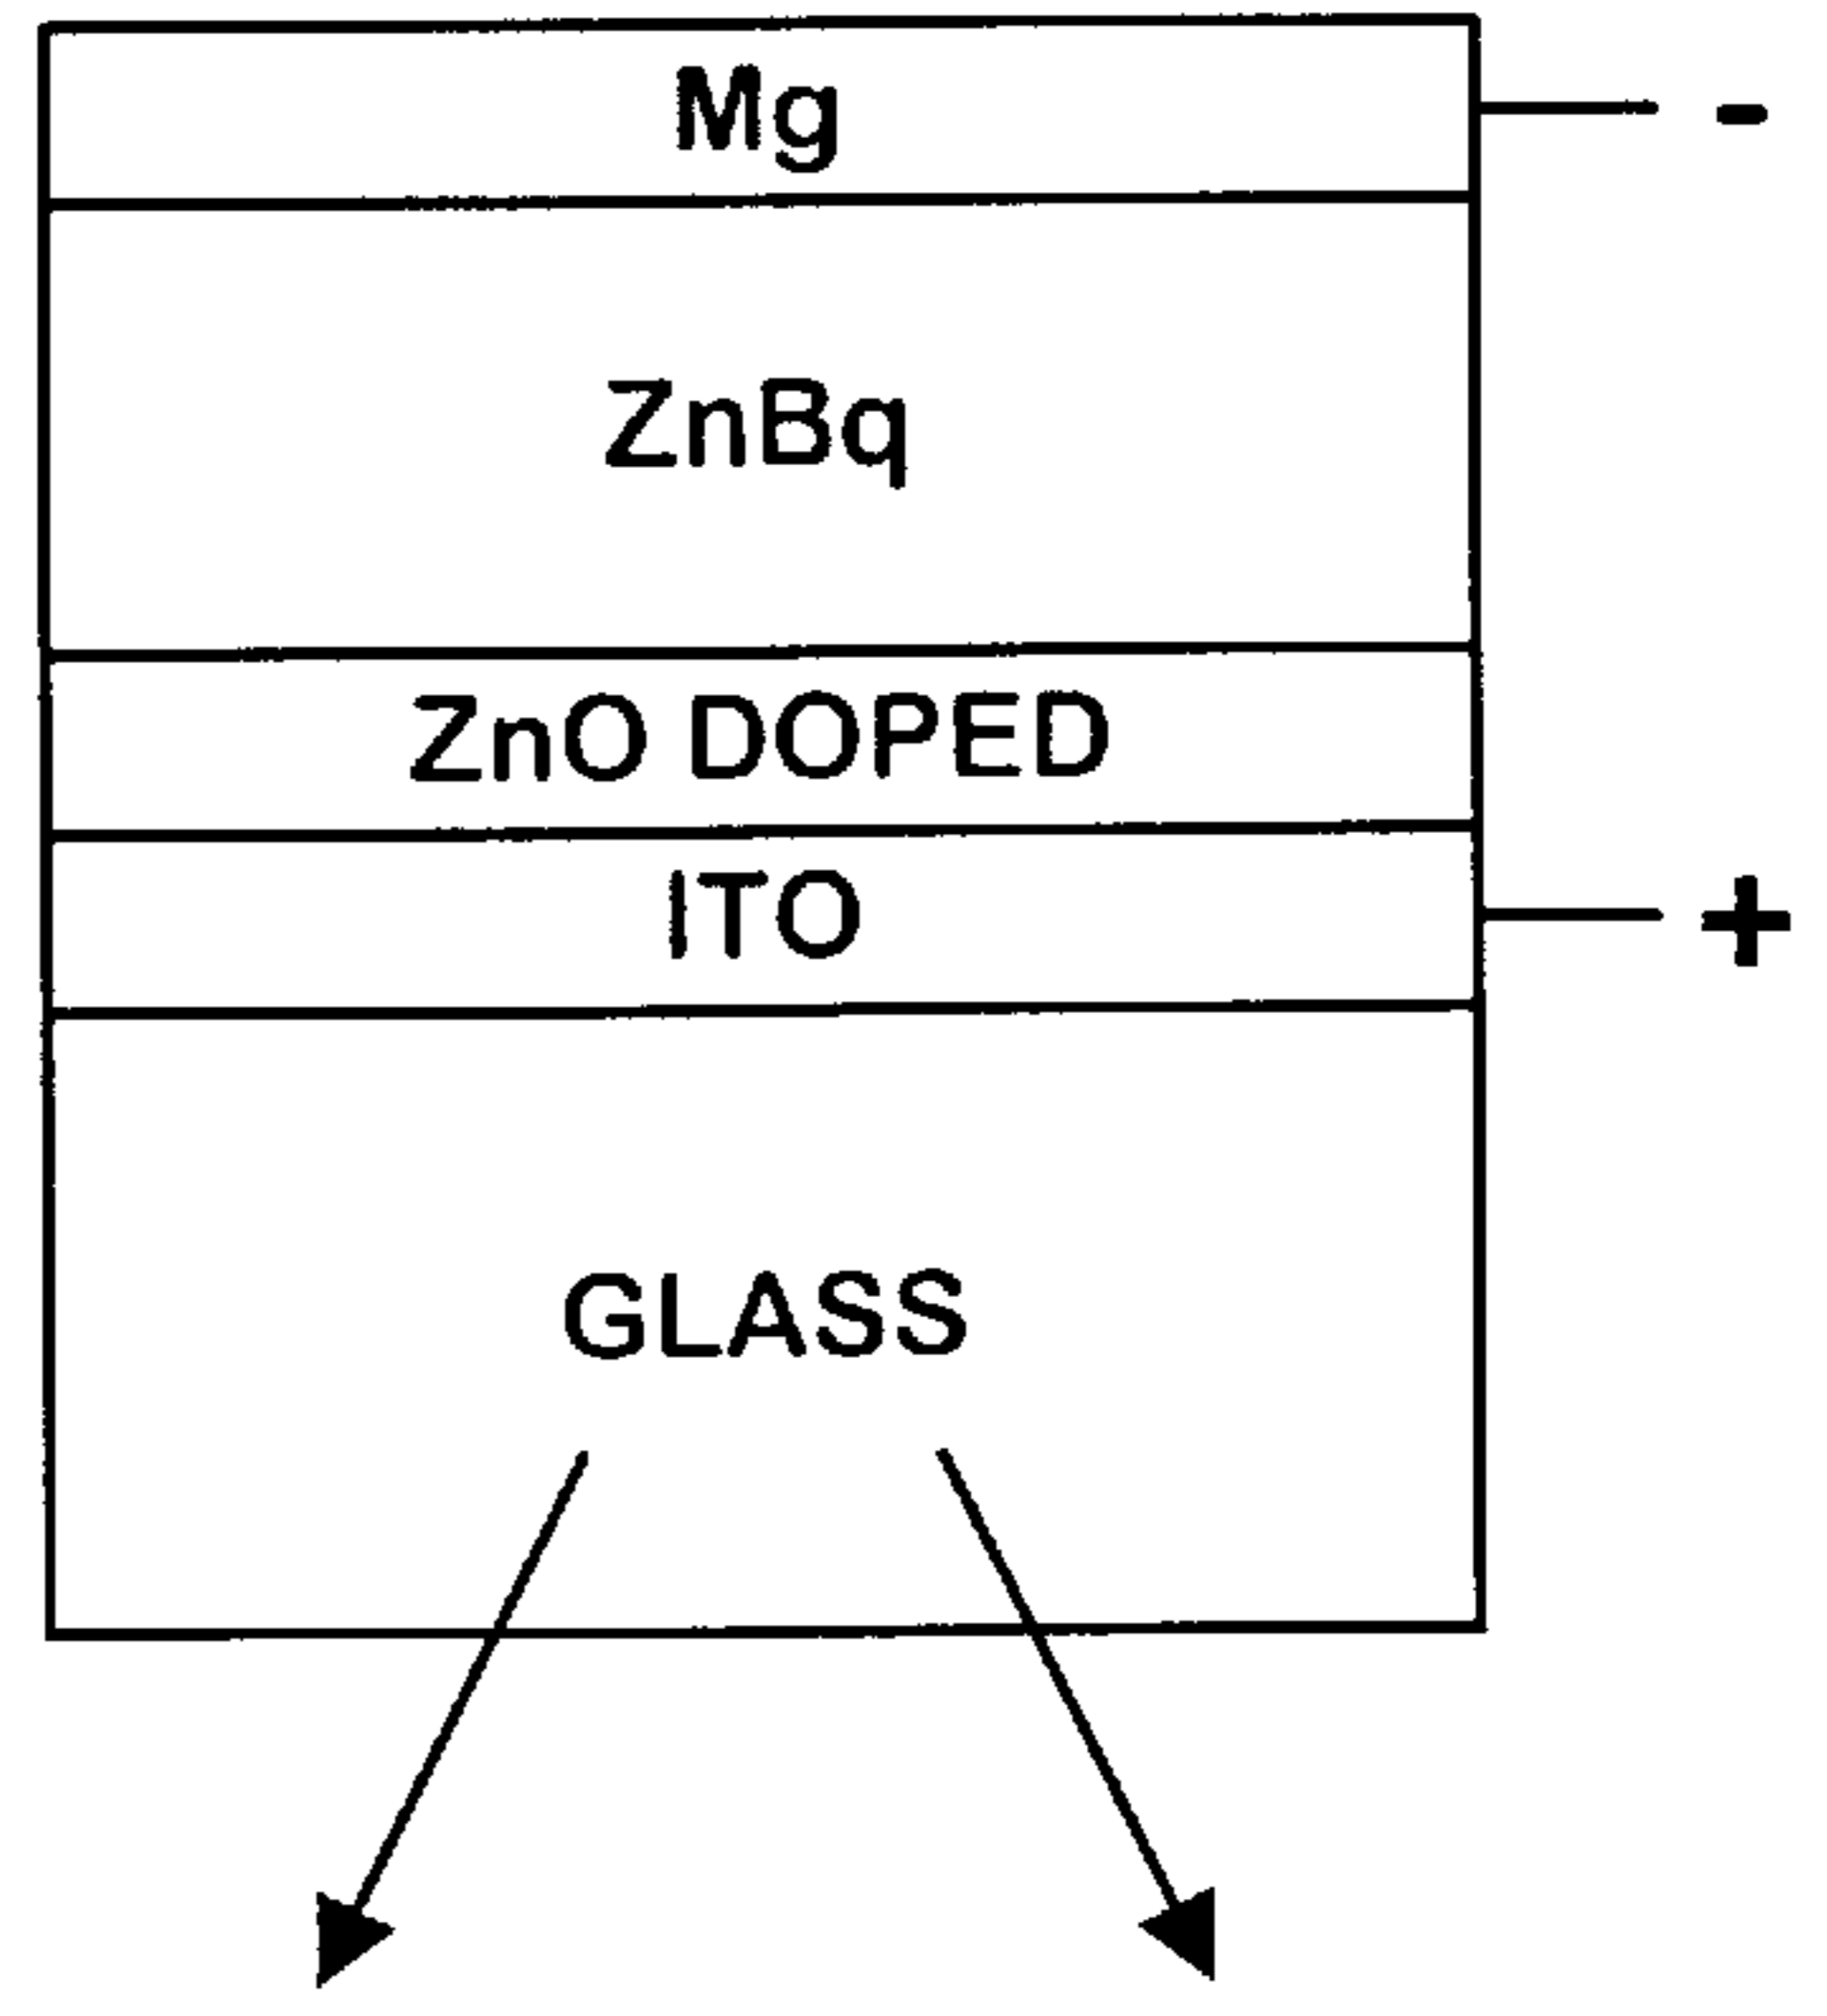 Mg
-
ZnBq
ZnO DOPED
ITO
+
GLASS